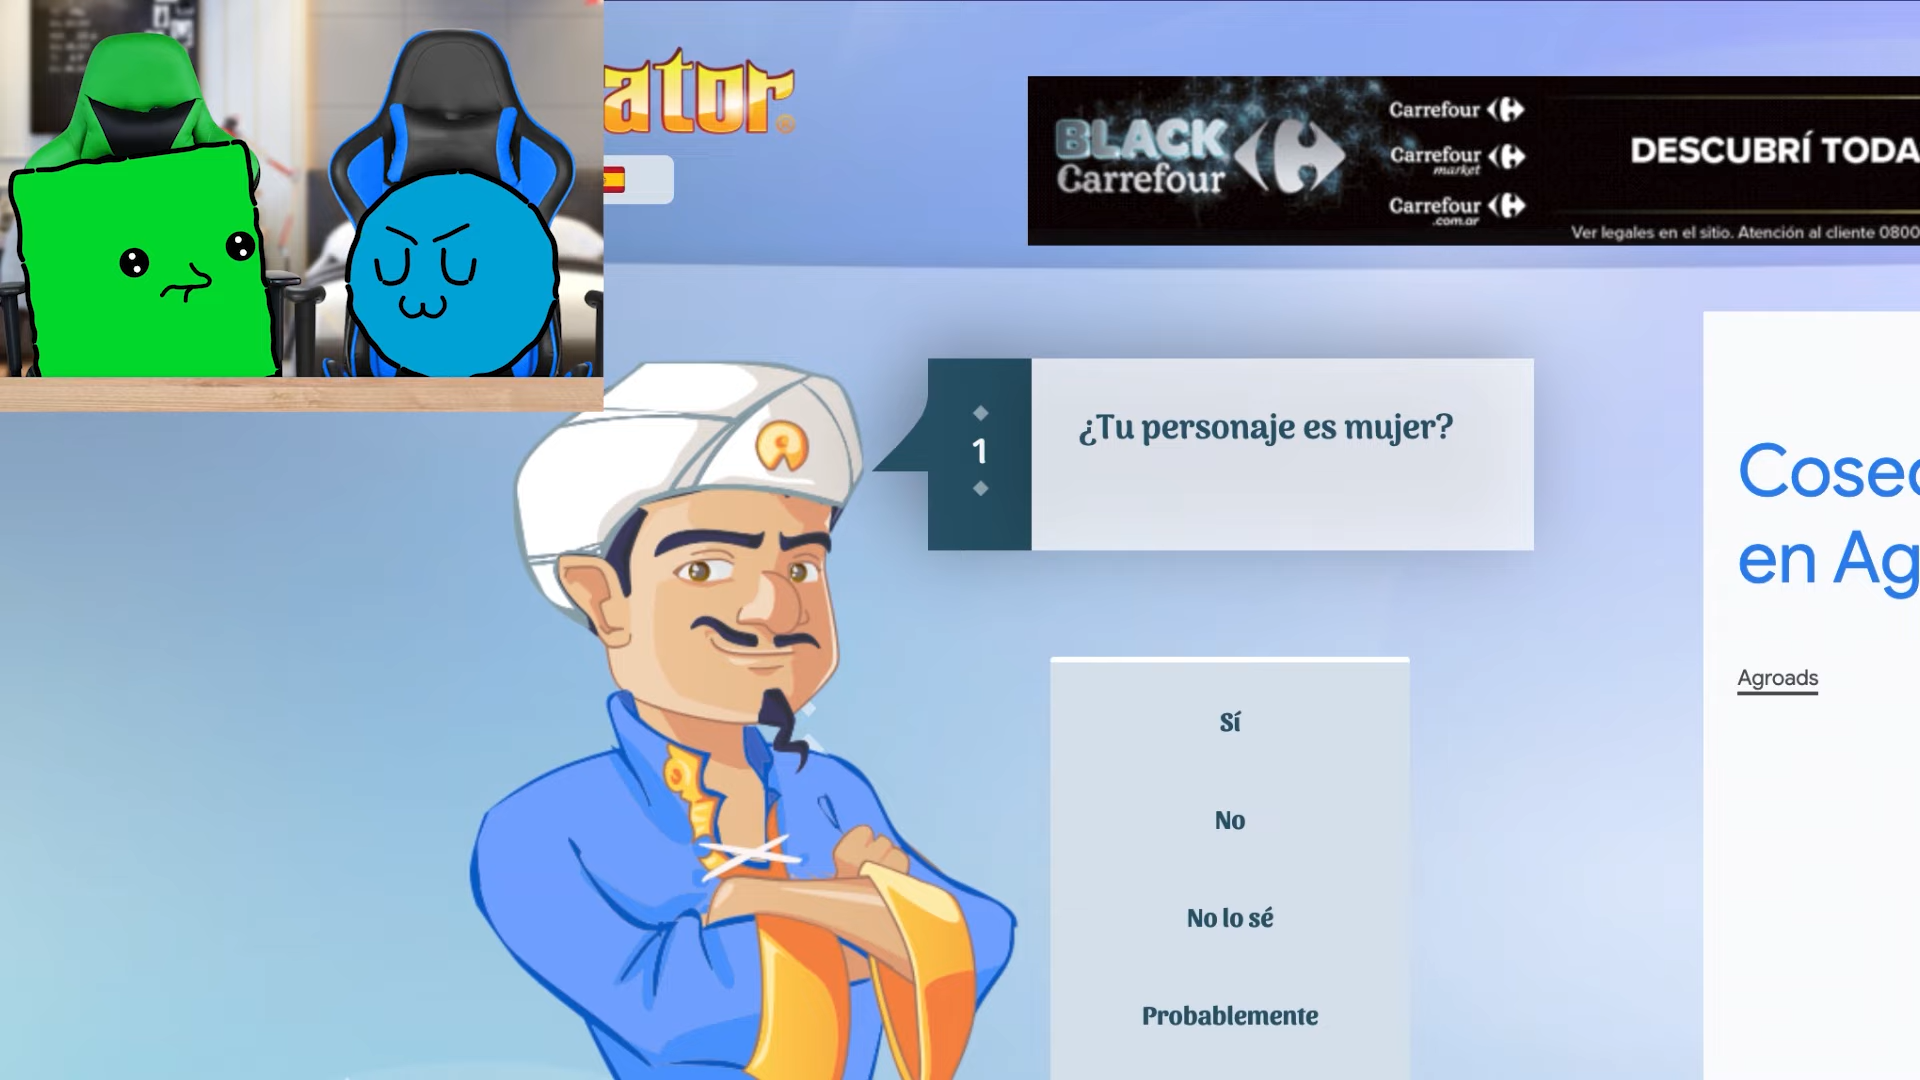 ator®
BLACK
Carrefour
Carrefour
Carrefour
market
Carrefour
.com.ar
DESCUBRÍ TODA
Ver legales en el sitio. Atención al cliente 0800
1
¿Tu personaje es mujer?
Sí
No
No lo sé
Probablemente
Cosec
en Ag
Agroads